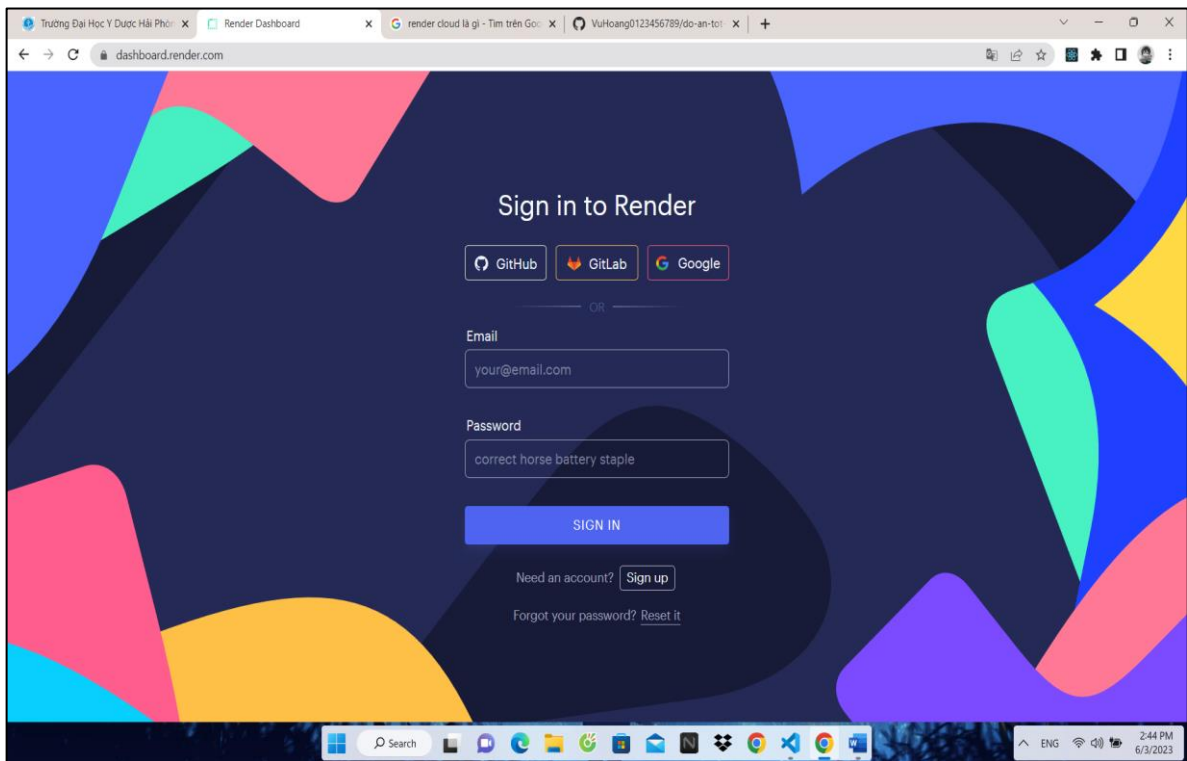 Trường Đại Học Y Dược Hải Phòn
Render Dashboard
render cloud là gì - Tìm trên Goo
VuHoang0123456789/do-an-tot-
dashboard.render.com
Sign in to Render
GitHub GitLab Google
OR
Email
your@email.com
Password
correct horse battery staple
SIGN IN
Need an account? Sign up
Forgot your password? Reset it
Search
ENG
2:44 PM
6/3/2023